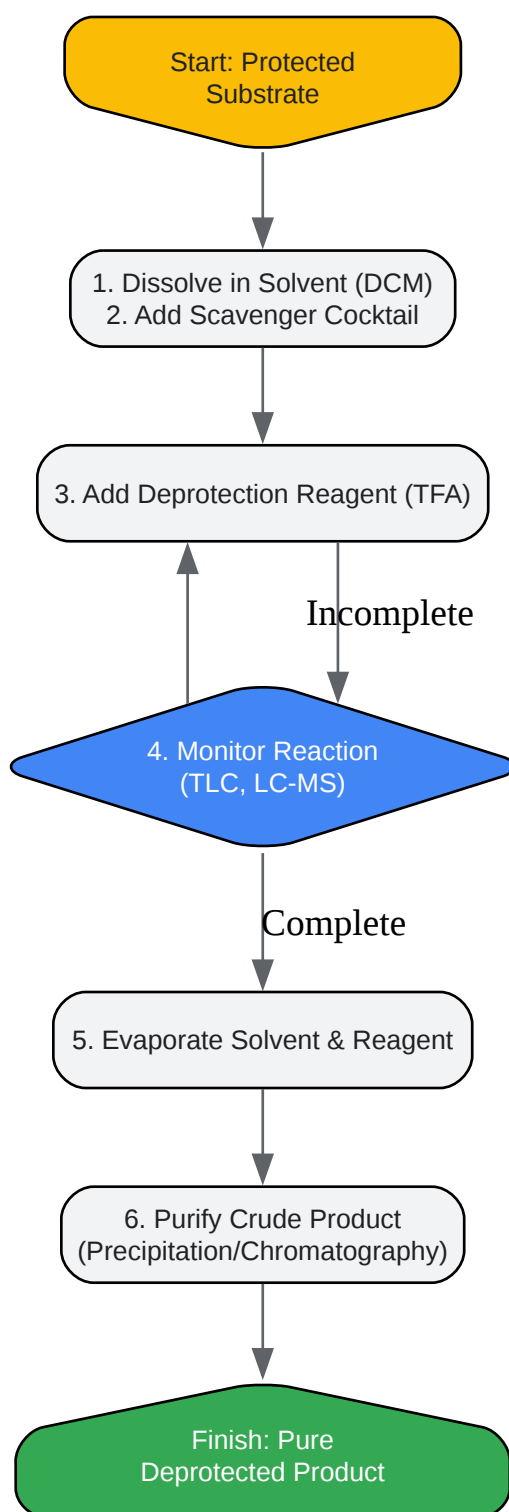 Start: Protected
Substrate
1. Dissolve in Solvent (DCM)
2. Add Scavenger Cocktail
3. Add Deprotection Reagent (TFA)
Incomplete
4. Monitor Reaction
(TLC, LC-MS)
Complete
5. Evaporate Solvent & Reagent
6. Purify Crude Product
(Precipitation/Chromatography)
Finish: Pure
Deprotected Product